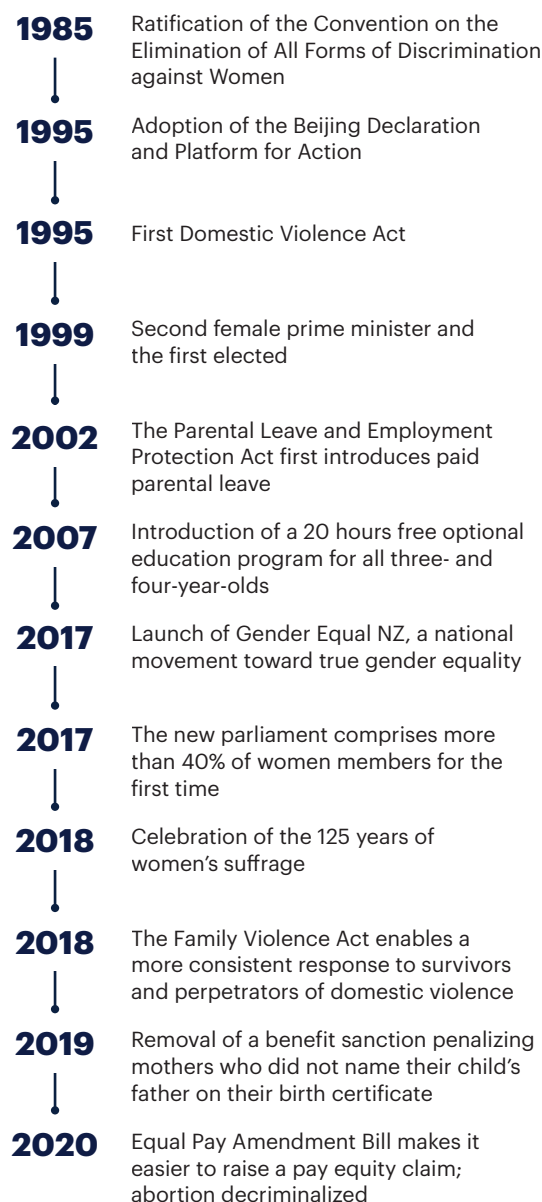 1985
Ratification of the Convention on the
Elimination of All Forms of Discrimination
against Women
1995
Adoption of the Beijing Declaration
and Platform for Action
1995
First Domestic Violence Act
1999
Second female prime minister and
the first elected
2002
The Parental Leave and Employment
Protection Act first introduces paid
parental leave
2007
Introduction of a 20 hours free optional
education program for all three- and
four-year-olds
2017
Launch of Gender Equal NZ, a national
movement toward true gender equality
2017
The new parliament comprises more
than 40% of women members for the
first time
2018
Celebration of the 125 years of
women’s suffrage
2018
The Family Violence Act enables a
more consistent response to survivors
and perpetrators of domestic violence
2019
Removal of a benefit sanction penalizing
mothers who did not name their child’s
father on their birth certificate
2020
Equal Pay Amendment Bill makes it
easier to raise a pay equity claim;
abortion decriminalized